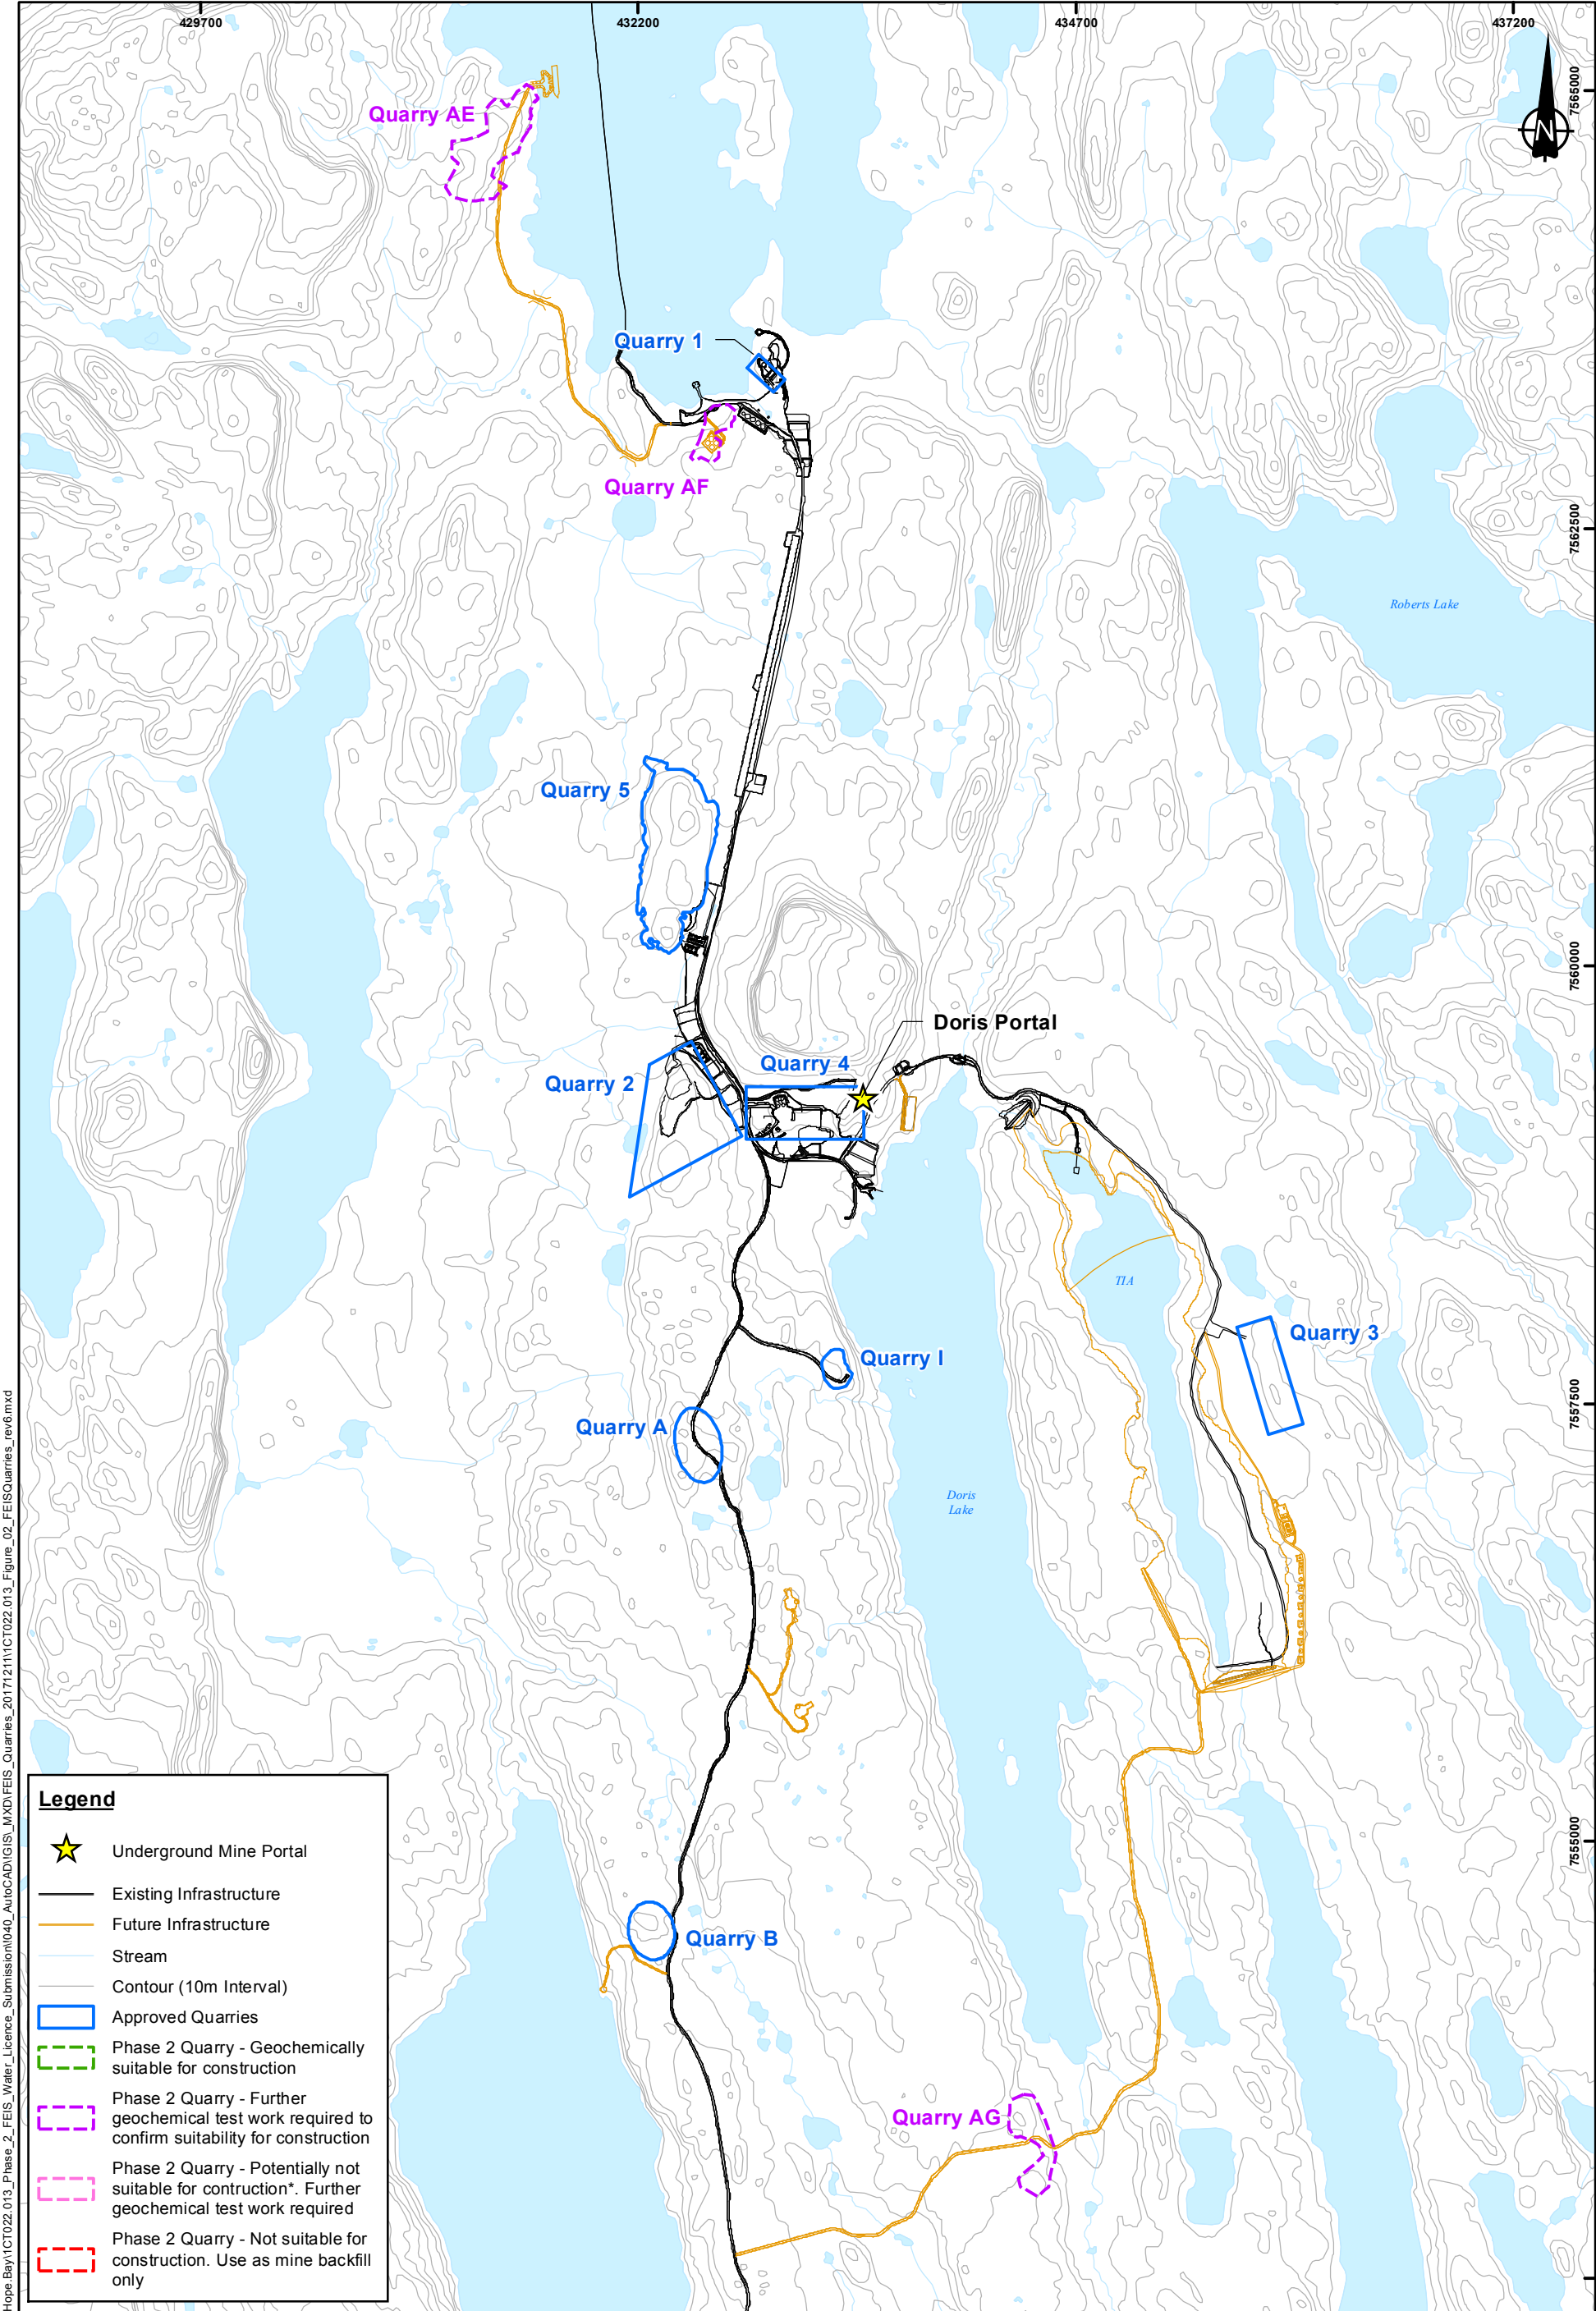 429700
432200
434700
437200
7565000
N
Quarry AE
Quarry 1
Quarry AF
7562500
Roberts Lake
Quarry 5
7560000
Doris Portal
Quarry 4
Quarry 2
TIA
Quarry 3
Quarry I
7557500
Quarry A
Doris
Lake
7555000
Quarry B
Quarry AG
Legend
Underground Mine Portal
Existing Infrastructure
Future Infrastructure
Stream
Contour (10m Interval)
Approved Quarries
Phase 2 Quarry - Geochemically
suitable for construction
Phase 2 Quarry - Further
geochemical test work required to
confirm suitability for construction
Phase 2 Quarry - Potentially not
suitable for contruction*. Further
geochemical test work required
Phase 2 Quarry - Not suitable for
construction. Use as mine backfill
only
Hope.Bay\1CT022.013_Phase_2_FEIS_Water_Licence_Submission\!040_AutoCAD\!GIS\_MXD\FEIS_Quarries_20171211\1CT022.013_Figure_02_FEISQuarries_rev6.mxd